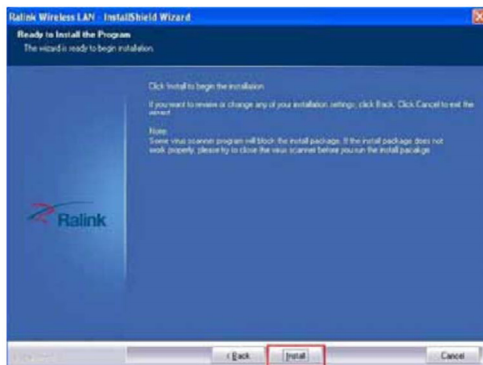 Ralink Wireless LAN - InstallShield Wizard
Ready to Install the Program
The wizard is ready to begin installation.
Click Install to begin the installation.
If you want to review or change any of your installation settings, click Back. Click Cancel to exit the
wizard.
Note:
Some virus scanner program will block the install package. If the install package does not
work properly, please try to close the virus scanner before you run the install package.
Ralink
< Back
Install
Cancel